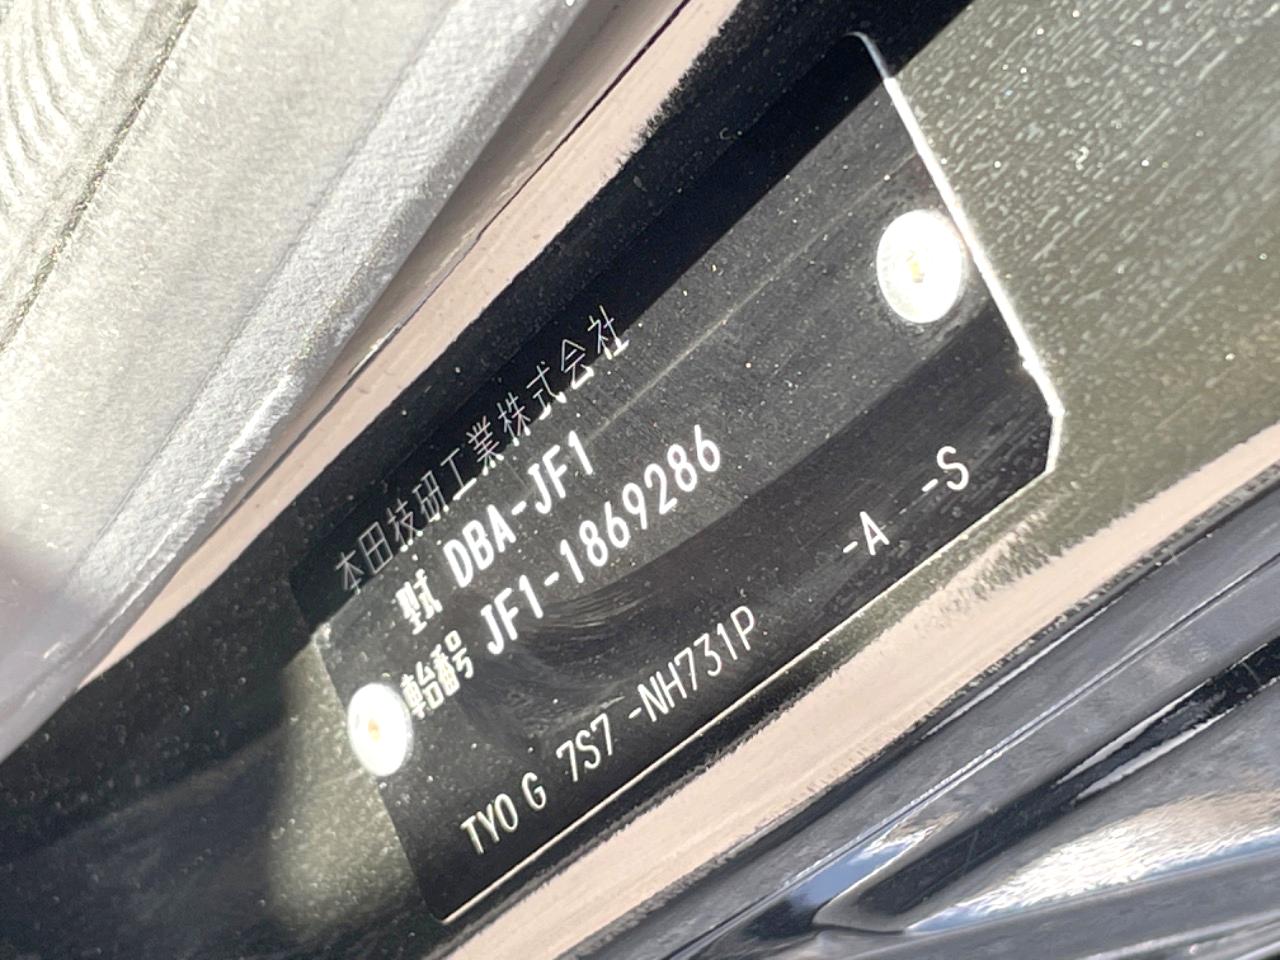 本田技研工業株式会社
型式 DBA-JF1
車台番号 JF1-1869286
TY0 G 7S7 -NH731P -A -S